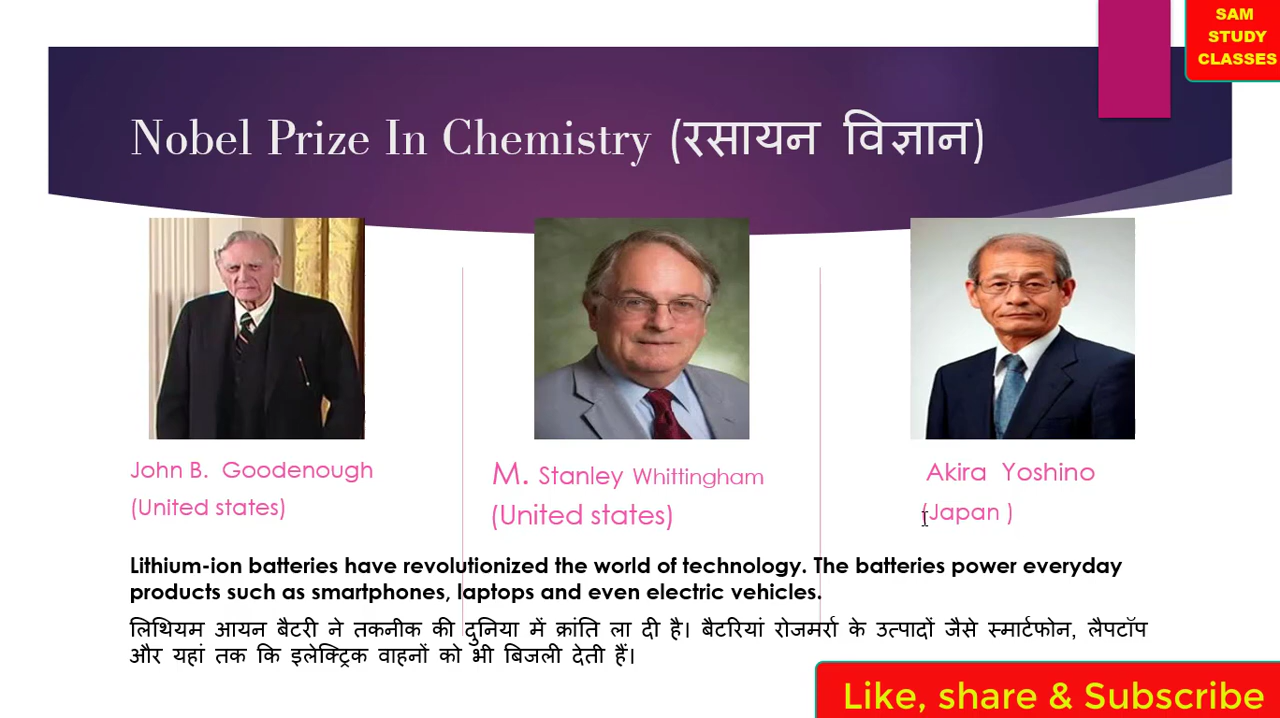 SAM
STUDY
CLASSES
Nobel Prize In Chemistry (रसायन विज्ञान)
John B. Goodenough
(United states)
M. Stanley Whittingham
(United states)
Akira Yoshino
(Japan )
Lithium-ion batteries have revolutionized the world of technology. The batteries power everyday
products such as smartphones, laptops and even electric vehicles.
लिथियम आयन बैटरी ने तकनीक की दुनिया में क्रांति ला दी है। बैटरियां रोजमर्रा के उत्पादों जैसे स्मार्टफोन, लैपटॉप
और यहां तक कि इलेक्ट्रिक वाहनों को भी बिजली देती हैं।
Like, share & Subscribe